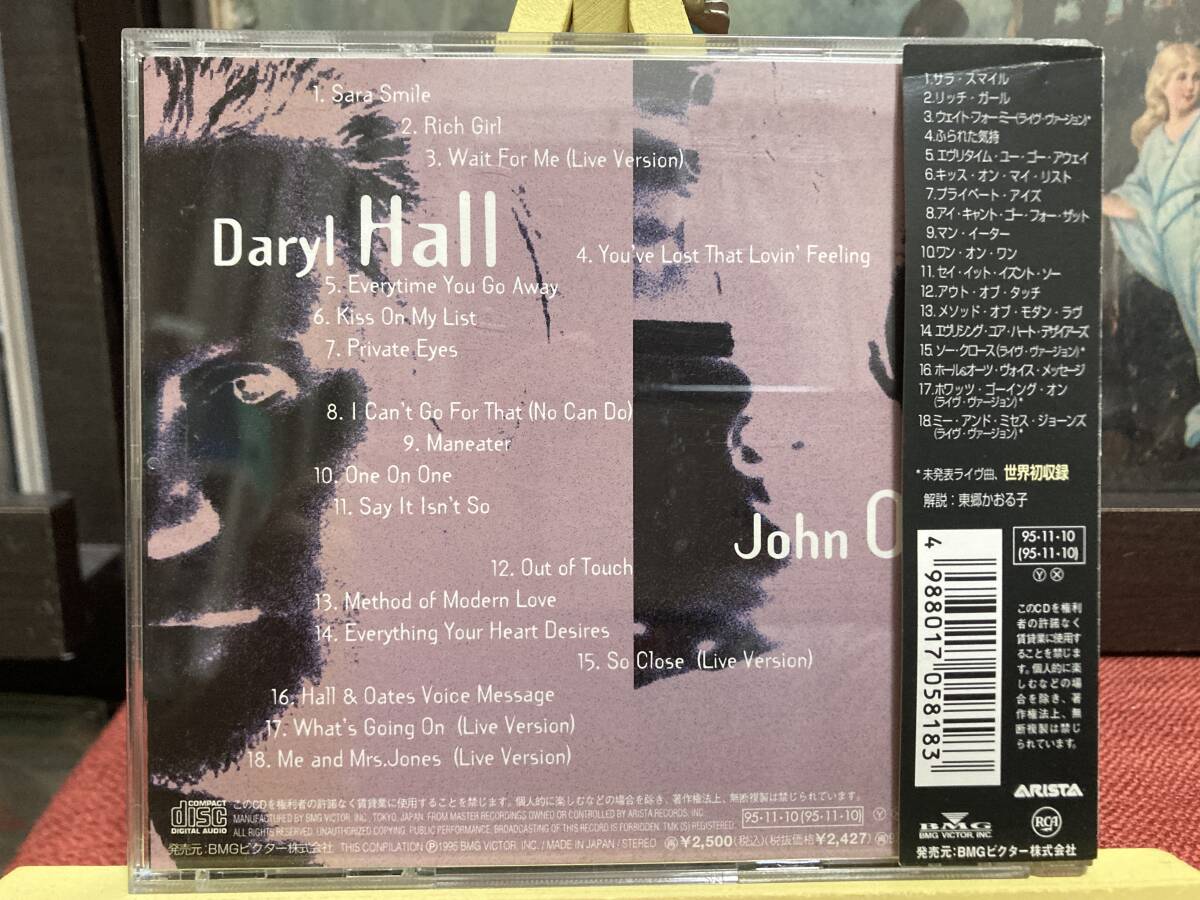 1. Sara Smile
2. Rich Girl
3. Wait For Me (Live Version)
Daryl Hall
4. You've Lost That Lovin' Feeling
5. Everytime You Go Away
6. Kiss On My List
7. Private Eyes
8. I Can't Go For That (No Can Do)
9. Maneater
10. One On One
11. Say It Isn't So
John O
12. Out of Touch
13. Method of Modern Love
14. Everything Your Heart Desires
15. So Close (Live Version)
16. Hall & Oates Voice Message
17. What's Going On (Live Version)
18. Me and Mrs.Jones (Live Version)
COMPACT
disc
DIGITAL AUDIO
このCDを権利者の許諾なく賃貸業に使用することを禁じます。個人的に楽しむなどの場合を除き、著作権法上、無断複製は禁じられています。
MANUFACTURED BY BMG VICTOR, INC., TOKYO, JAPAN. FROM MASTER RECORDINGS OWNED OR CONTROLLED BY ARISTA RECORDS, INC.
ALL RIGHTS RESERVED. UNAUTHORIZED COPYING, PUBLIC PERFORMANCE, BROADCASTING OF THIS RECORD IS FORBIDDEN. TMK (S) REGISTERED.
95·11·10 (95·11·10) Ⓨ
発売元:BMGビクター株式会社 THIS CONPILATION Ⓟ1995 BMG VICTOR, INC. / MADE IN JAPAN / STEREO ¥2,500(税込)(税抜価格¥2,427)
1.サラ・スマイル
2.リッチ・ガール
3.ウェイト・フォー・ミー(ライヴ・ヴァージョン)*
4.ふられた気持
5.エヴリタイム・ユー・ゴー・アウェイ
6.キッス・オン・マイ・リスト
7.プライベート・アイズ
8.アイ・キャント・ゴー・フォー・ザット
9.マン・イーター
10.ワン・オン・ワン
11.セイ・イット・イズント・ソー
12.アウト・オブ・タッチ
13.メソッド・オブ・モダン・ラヴ
14.エヴリシング・ユア・ハート・デザイアーズ
15.ソー・クロース(ライヴ・ヴァージョン)*
16.ホール&オーツ・ヴォイス・メッセージ
17.ホワッツ・ゴーイング・オン
(ライヴ・ヴァージョン)*
18.ミー・アンド・ミセス・ジョーンズ
(ライヴ・ヴァージョン)*
*未発表ライヴ曲、世界初収録
解説:東郷かおる子
4 988017 058183
95·11·10
(95·11·10)
Ⓨ Ⓧ
このCDを権利
者の許諾なく
賃貸業に使用す
ることを禁じま
す。個人的に楽
しむなどの場合
を除き、著
作権法上、無
断複製は禁じ
られています。
ARISTA
BMG
BMG VICTOR, INC.
RCA
発売元:BMGビクター株式会社